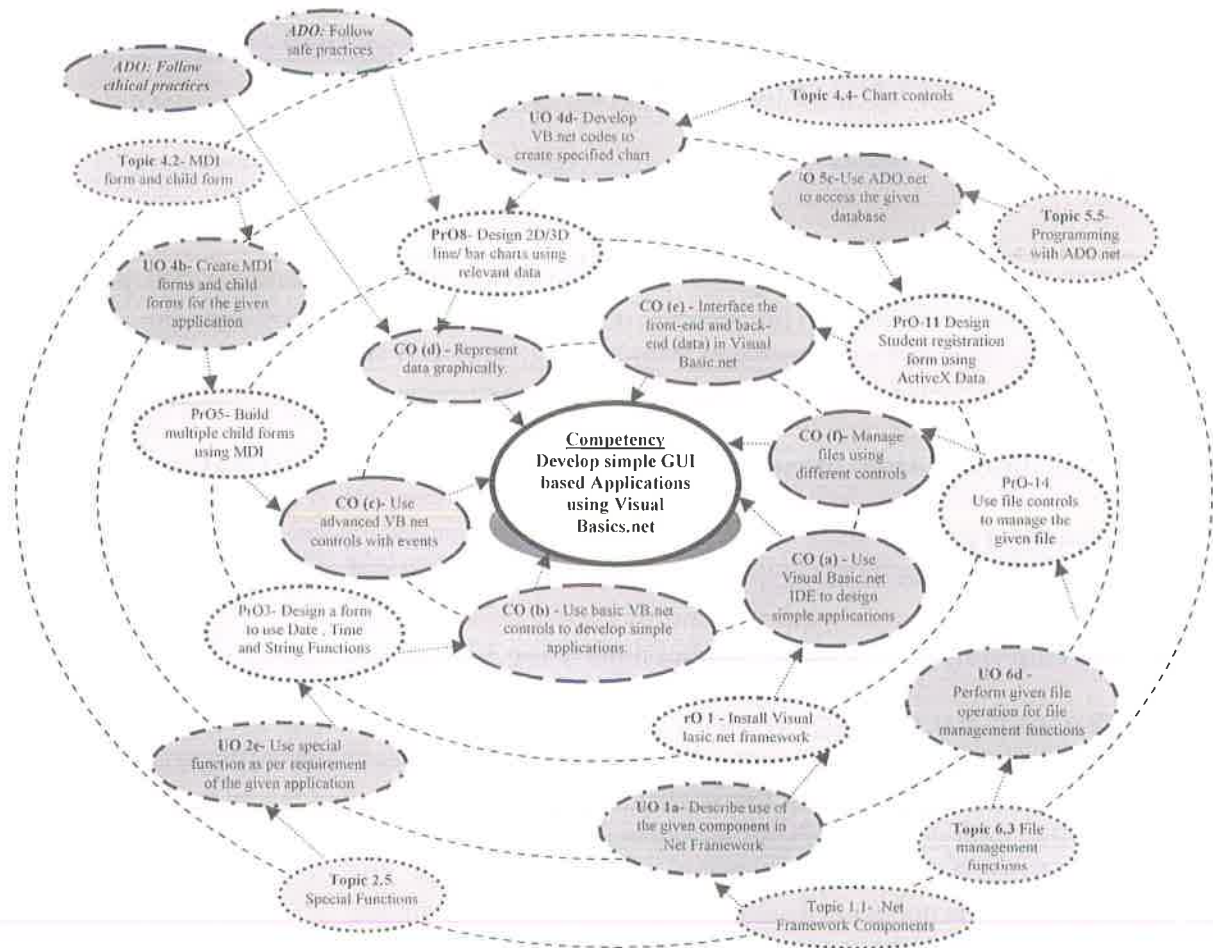 ADO: Follow
safe practices
ADO: Follow
ethical practices
Topic 4.4- Chart controls
UO 4d- Develop
VB.net codes to
create specified chart
Topic 4.2- MDI
form and child form
O 5c-Use ADO.net
to access the given
database
Topic 5.5-
Programming
with ADO.net
PrO8- Design 2D/3D
line/ bar charts using
relevant data
UO 4b- Create MDI
forms and child
forms for the given
application
CO (e) - Interface the
front-end and back-
end (data) in Visual
Basic.net
PrO-11 Design
Student registration
form using
ActiveX Data
CO (d) - Represent
data graphically.
PrO5- Build
multiple child forms
using MDI
Competency
Develop simple GUI
based Applications
using Visual
Basics.net
CO (f)- Manage
files using
different controls
PrO-14
Use file controls
to manage the
given file
CO (c)- Use
advanced VB.net
controls with events
CO (a) - Use
Visual Basic.net
IDE to design
simple applications
PrO3- Design a form
to use Date , Time
and String Functions
CO (b) - Use basic VB.net
controls to develop simple
applications.
UO 6d -
Perform given file
operation for file
management functions
rO 1 - Install Visual
asic.net framework
UO 2e- Use special
function as per requirement
of the given application
UO 1a- Describe use of
the given component in
.Net Framework
Topic 6.3 File
management
functions
Topic 2.5
Special Functions
Topic 1.1- .Net
Framework Components